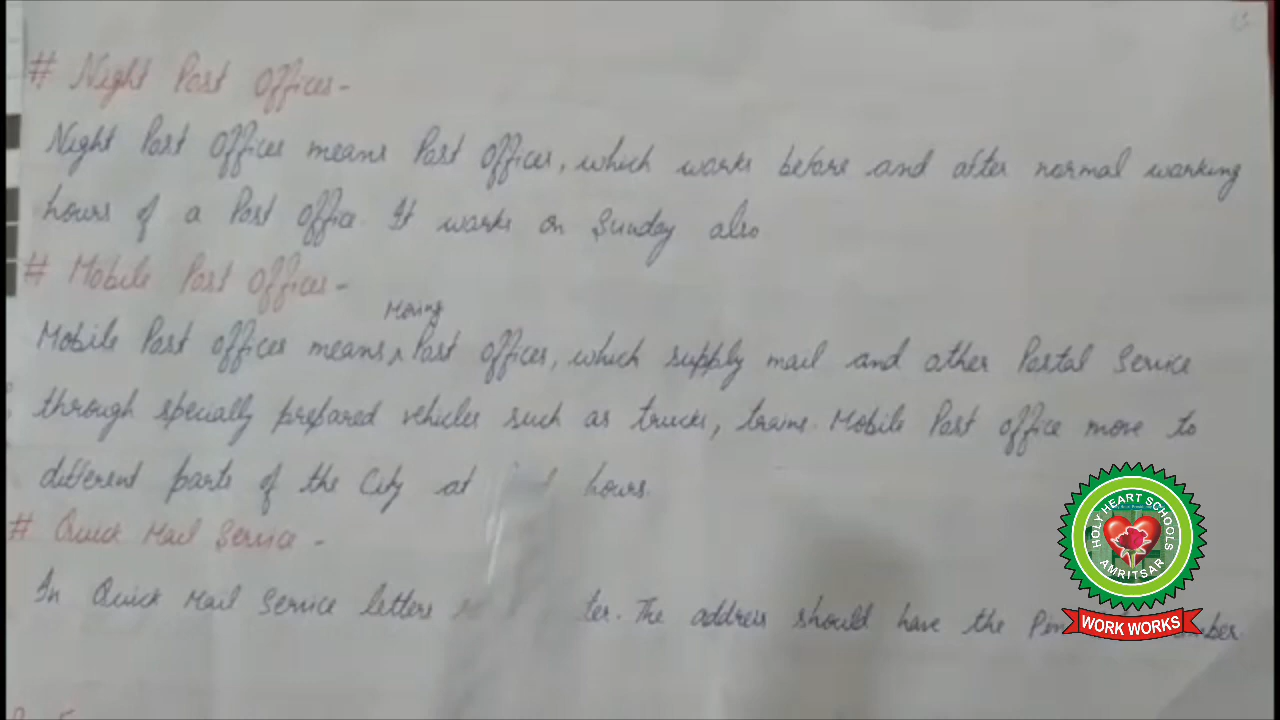 # Night Post Offices -
Night Post Offices means Post Offices, which works before and after normal working
hours of a Post Office. It works on Sunday also
# Mobile Post Offices -
Moving
Mobile Post Offices means ^ Post Offices, which supply mail and other Postal Service
through specially prepared vehicles such as trucks, trains. Mobile Post Office move to
different parts of the City at hours.
# Quick Mail Service -
In Quick Mail Service letters The address should have the
HOLY HEART SCHOOLS
AMRITSAR
WORK WORKS